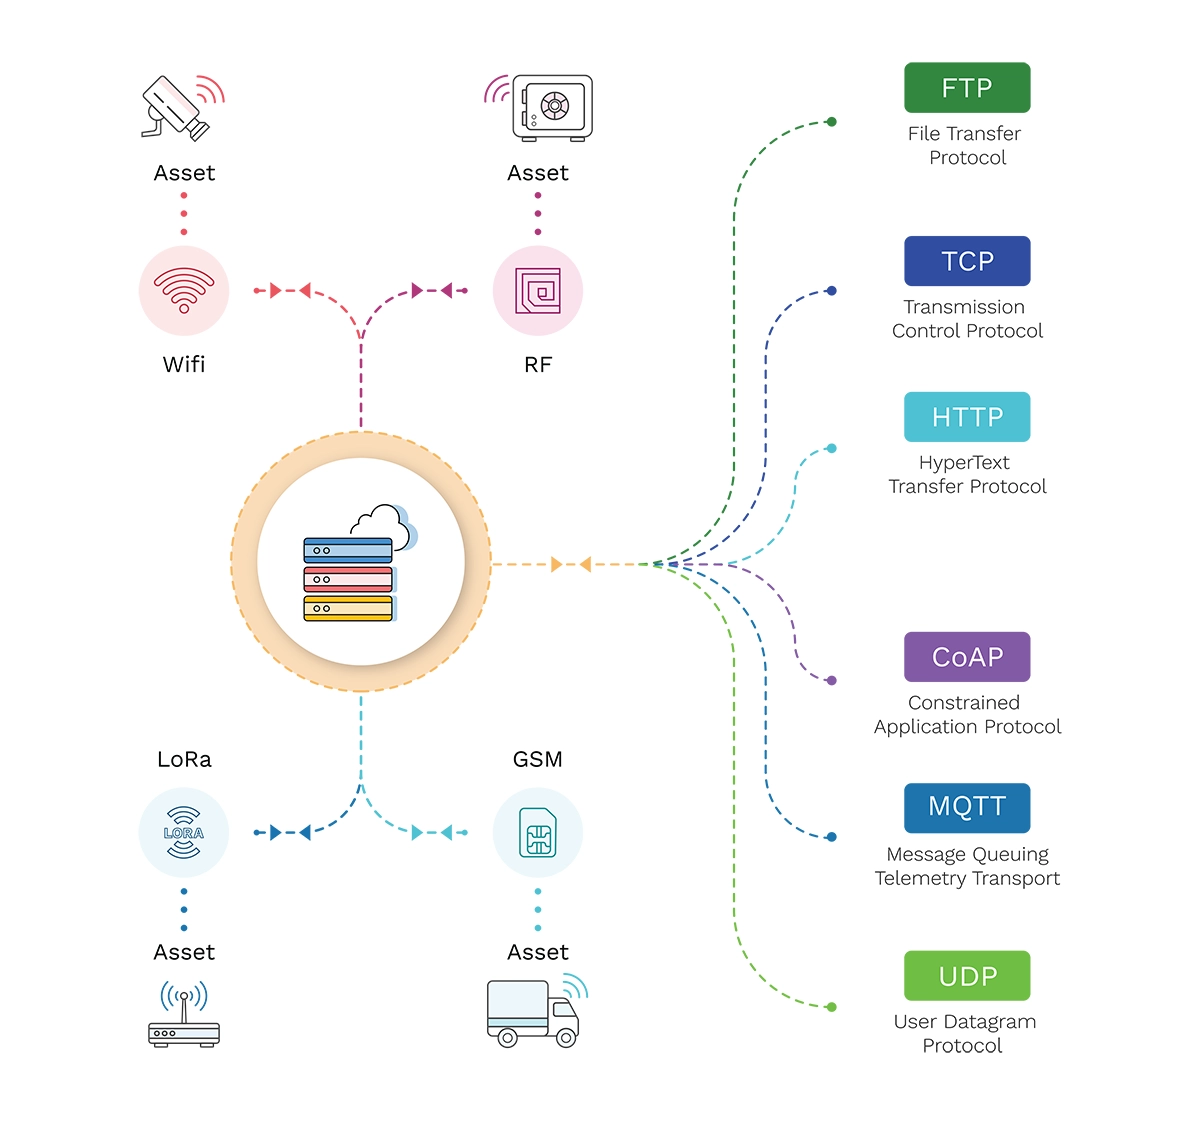 Asset
Asset
Wifi
RF
LoRa
GSM
LORA
Asset
Asset
FTP
File Transfer
Protocol
TCP
Transmission
Control Protocol
HTTP
HyperText
Transfer Protocol
CoAP
Constrained
Application Protocol
MQTT
Message Queuing
Telemetry Transport
UDP
User Datagram
Protocol